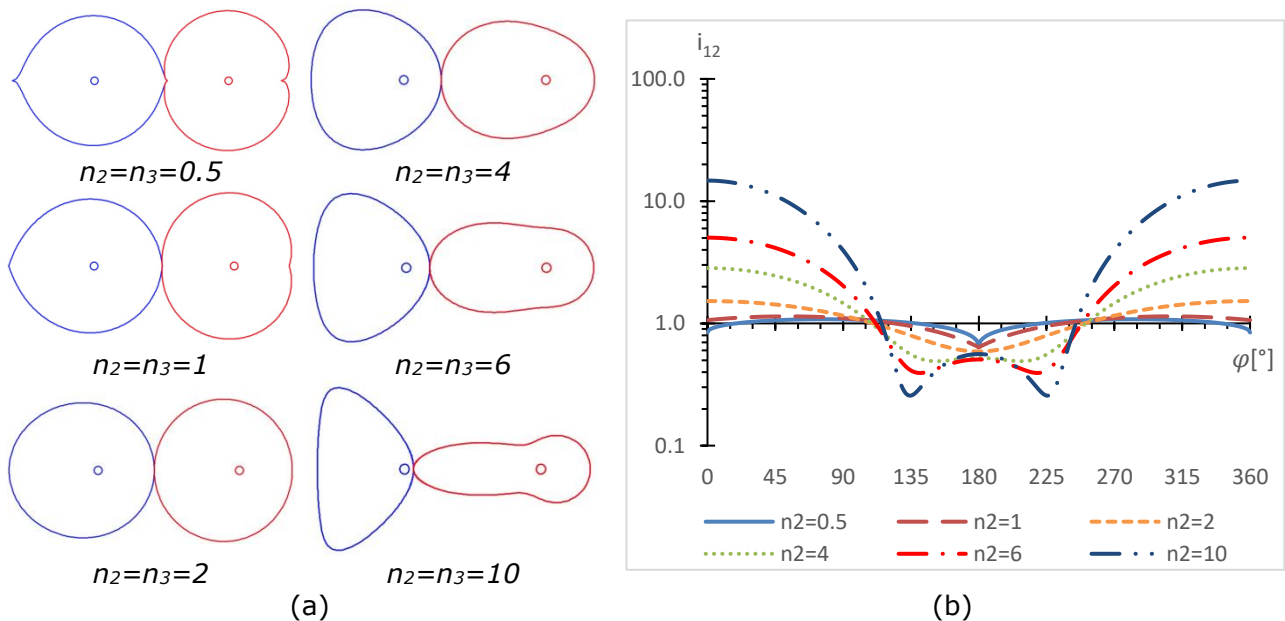 n2=n3=0.5
n2=n3=4
n2=n3=1
n2=n3=6
n2=n3=2
n2=n3=10
(a)
i12
100.0
10.0
1.0
0.1
φ[°]
0 45 90 135 180 225 270 315 360
n2=0.5 n2=1 n2=2
n2=4 n2=6 n2=10
(b)